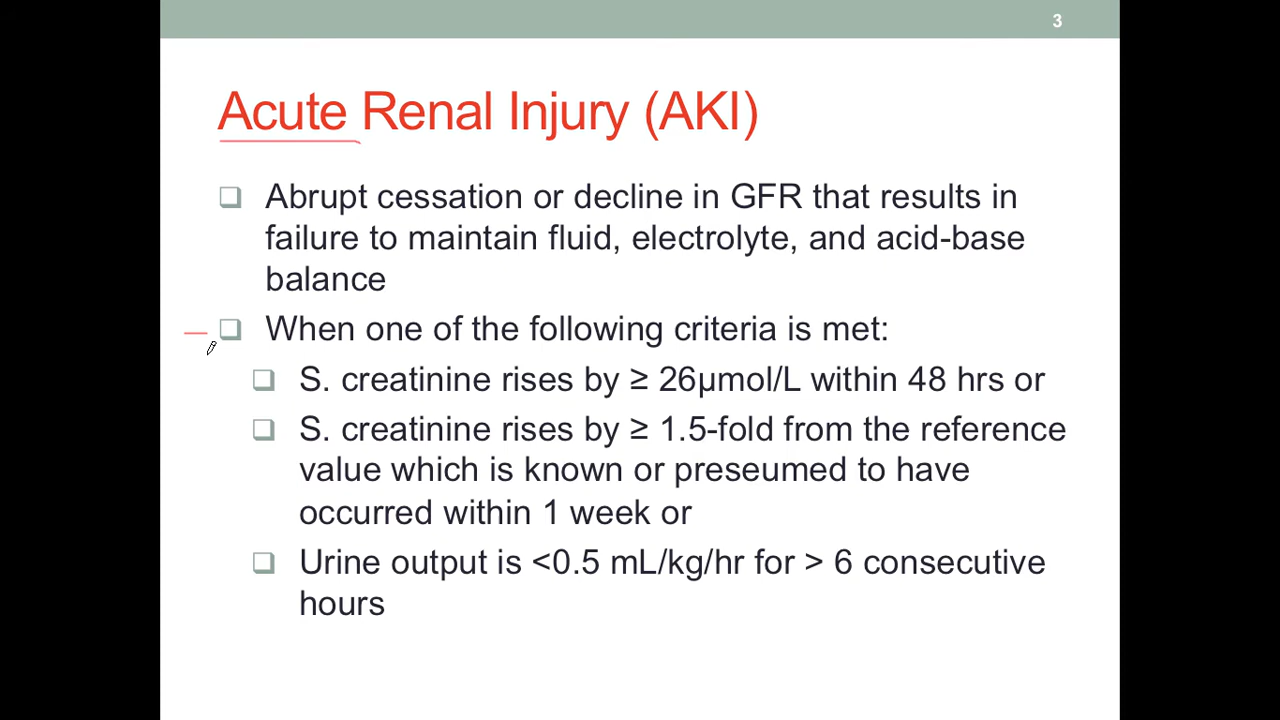 3
Acute Renal Injury (AKI)
Abrupt cessation or decline in GFR that results in
failure to maintain fluid, electrolyte, and acid-base
balance
When one of the following criteria is met:
S. creatinine rises by ≥ 26μmol/L within 48 hrs or
S. creatinine rises by ≥ 1.5-fold from the reference
value which is known or preseumed to have
occurred within 1 week or
Urine output is <0.5 mL/kg/hr for > 6 consecutive
hours